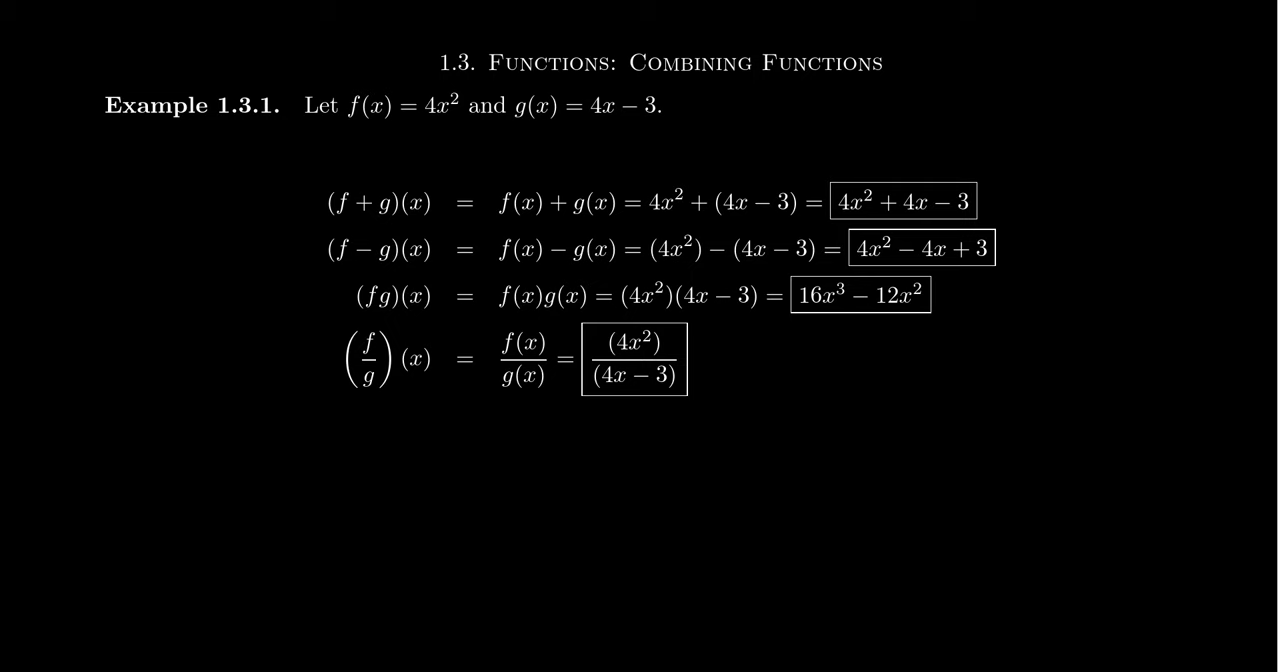 1.3. Functions: Combining Functions
Example 1.3.1. Let f(x) = 4x² and g(x) = 4x − 3.
(f + g)(x) = f(x) + g(x) = 4x² + (4x − 3) = 4x² + 4x − 3
(f − g)(x) = f(x) − g(x) = (4x²) − (4x − 3) = 4x² − 4x + 3
(fg)(x) = f(x)g(x) = (4x²)(4x − 3) = 16x³ − 12x²
(f/g)(x) = f(x)/g(x) = (4x²)/(4x − 3)